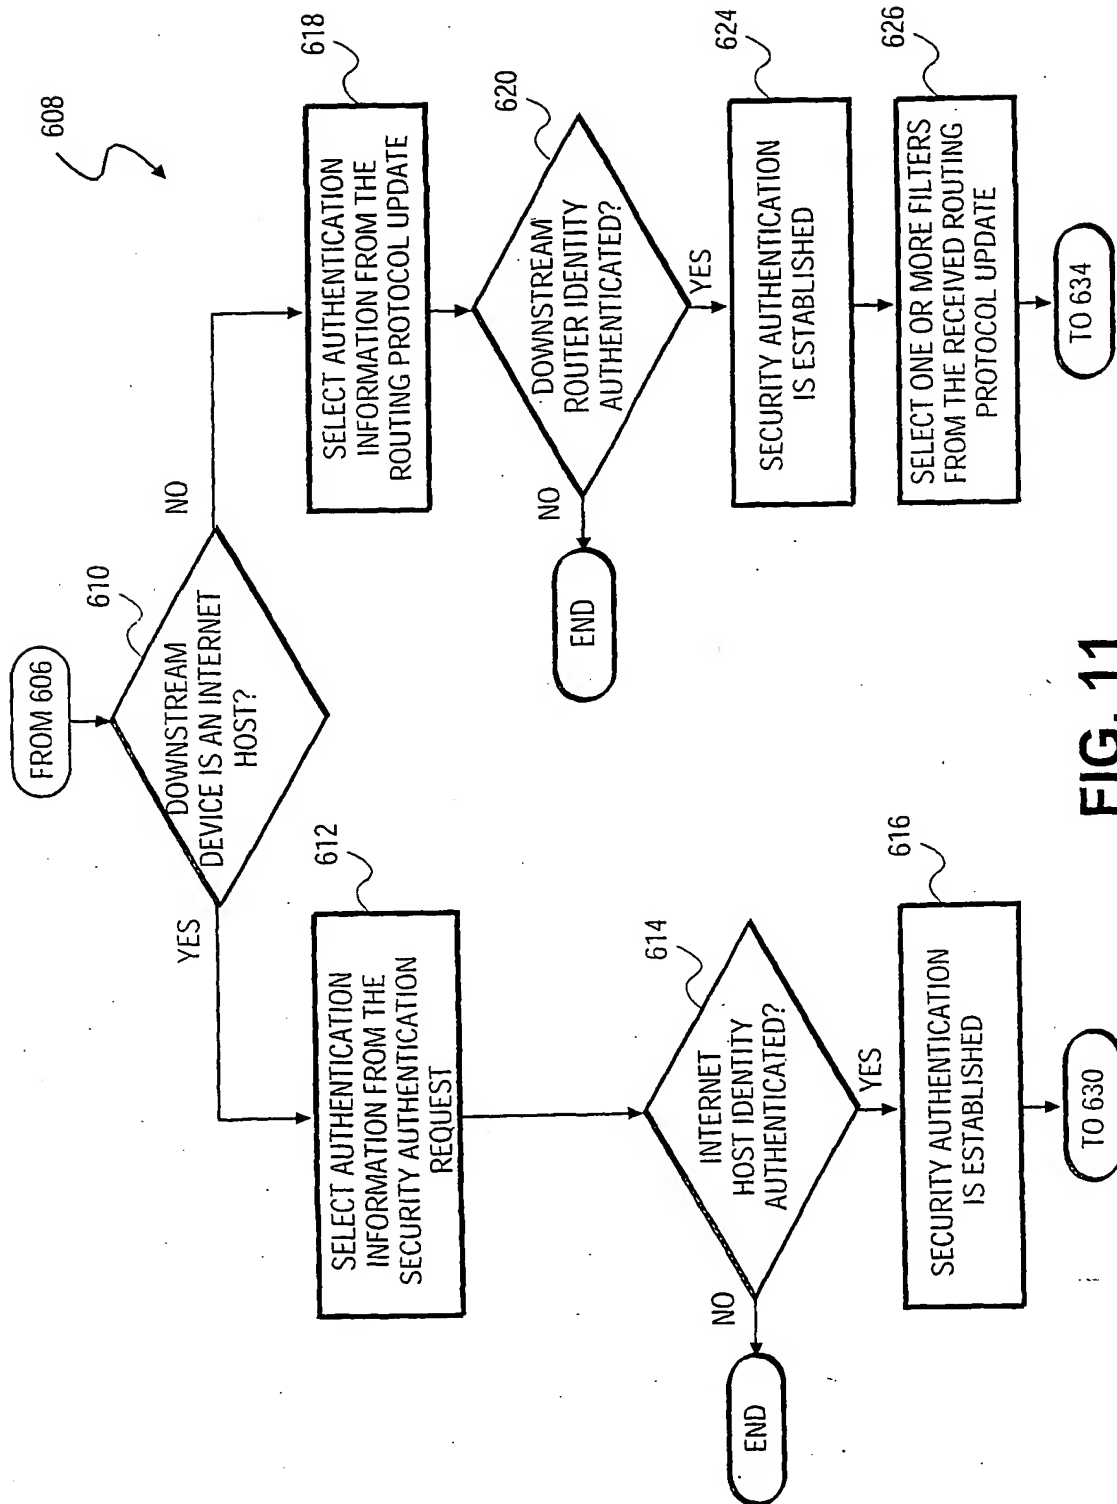 608
FROM 606
610
DOWNSTREAM
DEVICE IS AN INTERNET
HOST?
YES
NO
612
SELECT AUTHENTICATION
INFORMATION FROM THE
SECURITY AUTHENTICATION
REQUEST
614
INTERNET
HOST IDENTITY
AUTHENTICATED?
NO
END
YES
616
SECURITY AUTHENTICATION
IS ESTABLISHED
TO 630
618
SELECT AUTHENTICATION
INFORMATION FROM THE
ROUTING PROTOCOL UPDATE
620
DOWNSTREAM
ROUTER IDENTITY
AUTHENTICATED?
NO
END
YES
624
SECURITY AUTHENTICATION
IS ESTABLISHED
626
SELECT ONE OR MORE FILTERS
FROM THE RECEIVED ROUTING
PROTOCOL UPDATE
TO 634
FIG. 11